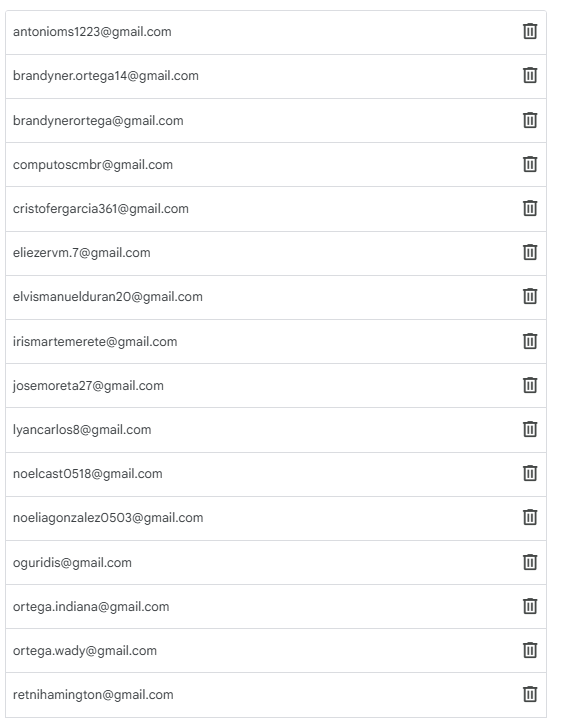 antonioms1223@gmail.com
brandyner.ortega14@gmail.com
brandynerortega@gmail.com
computoscmbr@gmail.com
cristofergarcia361@gmail.com
eliezervm.7@gmail.com
elvismanuelduran20@gmail.com
irismartemerete@gmail.com
josemoreta27@gmail.com
lyancarlos8@gmail.com
noelcast0518@gmail.com
noeliagonzalez0503@gmail.com
oguridis@gmail.com
ortega.indiana@gmail.com
ortega.wady@gmail.com
retnihamington@gmail.com